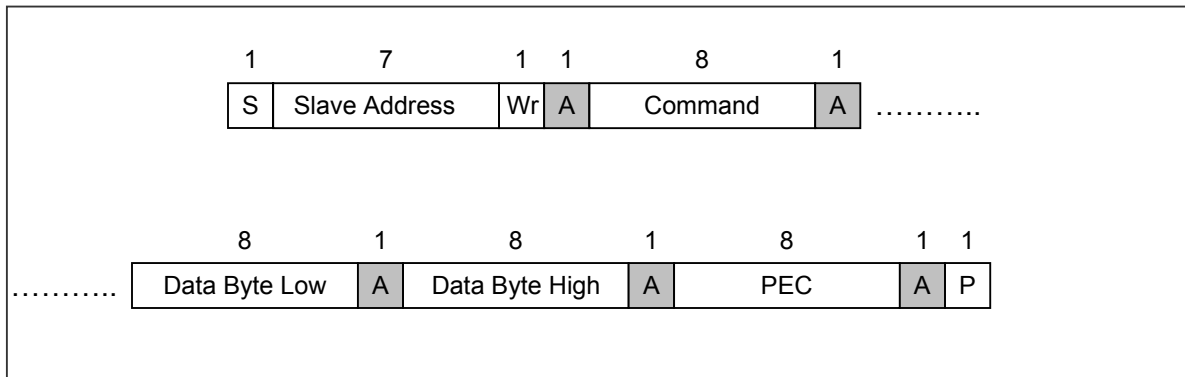 1 7 1 1 8 1
S Slave Address Wr A Command A ...........
8 1 8 1 8 1 1
........... Data Byte Low A Data Byte High A PEC A P